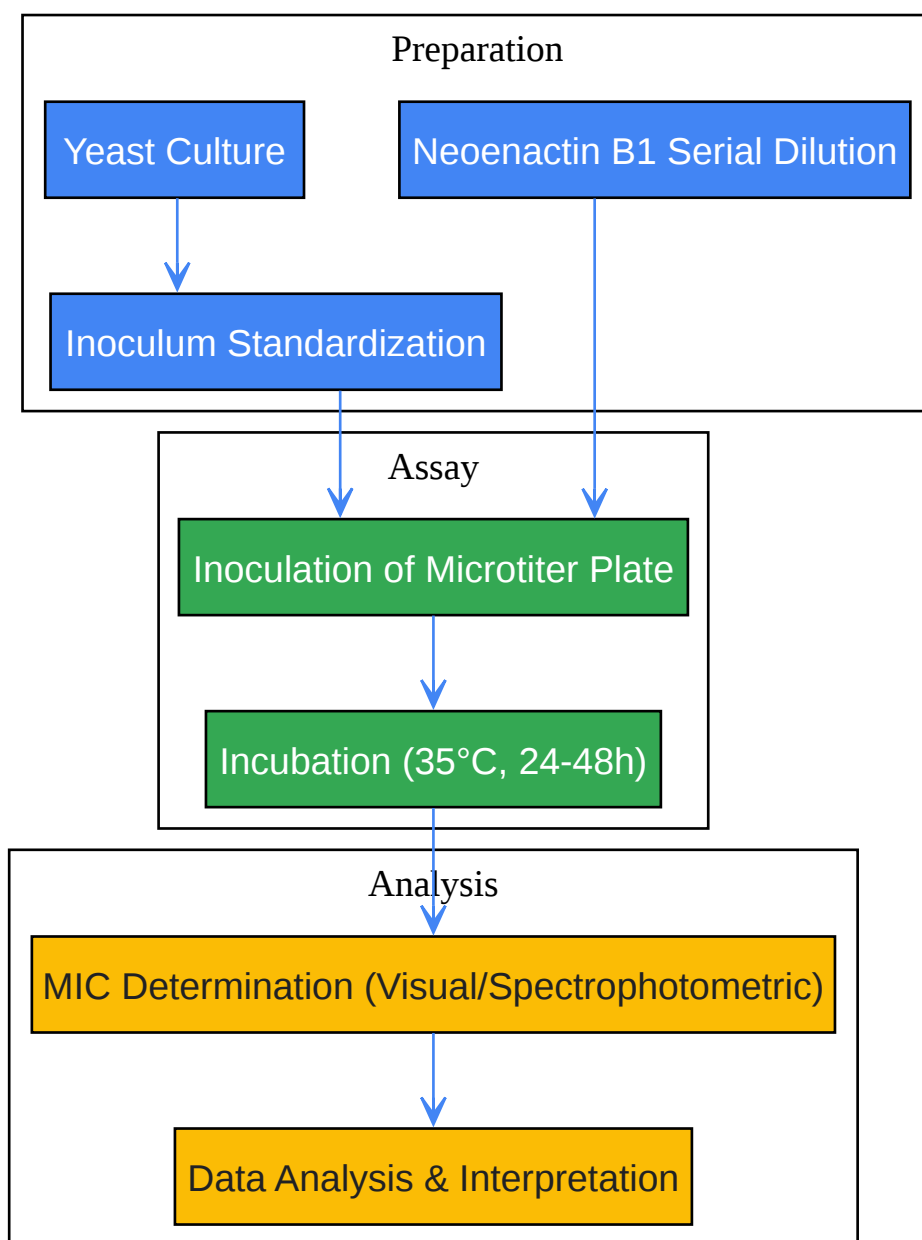 Preparation
Yeast Culture
Neoenactin B1 Serial Dilution
Inoculum Standardization
Assay
Inoculation of Microtiter Plate
Incubation (35°C, 24-48h)
Analysis
MIC Determination (Visual/Spectrophotometric)
Data Analysis & Interpretation